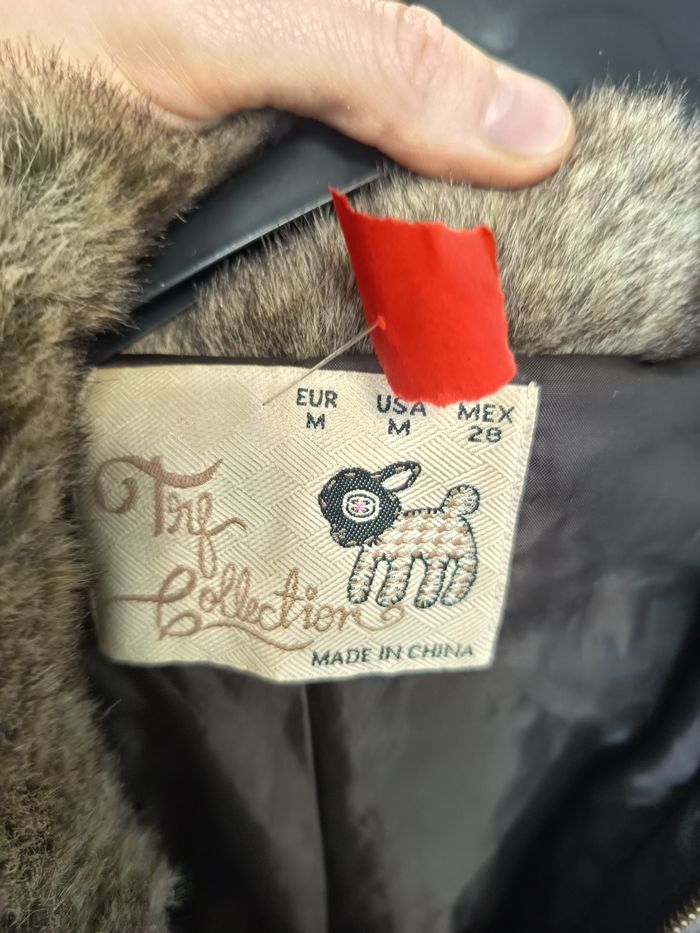 EUR USA MEX
M M 28
Trf
Collection
MADE IN CHINA